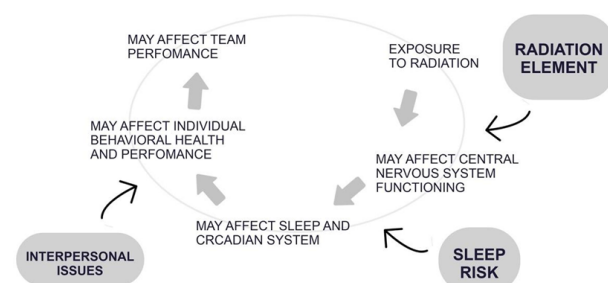 MAY AFFECT TEAM
PERFOMANCE
EXPOSURE
TO RADIATION
RADIATION
ELEMENT
MAY AFFECT INDIVIDUAL
BEHAVIORAL HEALTH
AND PERFOMANCE
MAY AFFECT CENTRAL
NERVOUS SYSTEM
FUNCTIONING
MAY AFFECT SLEEP AND
CRCADIAN SYSTEM
INTERPERSONAL
ISSUES
SLEEP
RISK